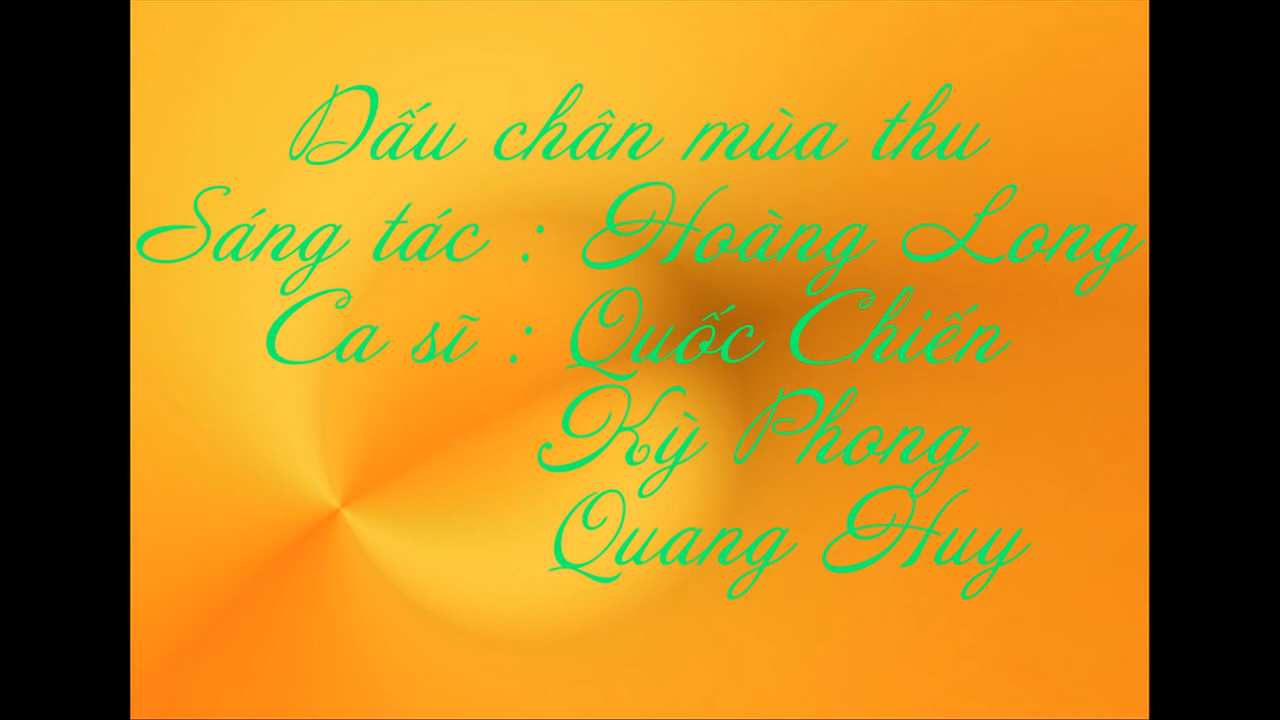 Dấu chân mùa thu
Sáng tác : Hoàng Long
Ca sĩ : Quốc Chiến
Kỳ Phong
Quang Huy